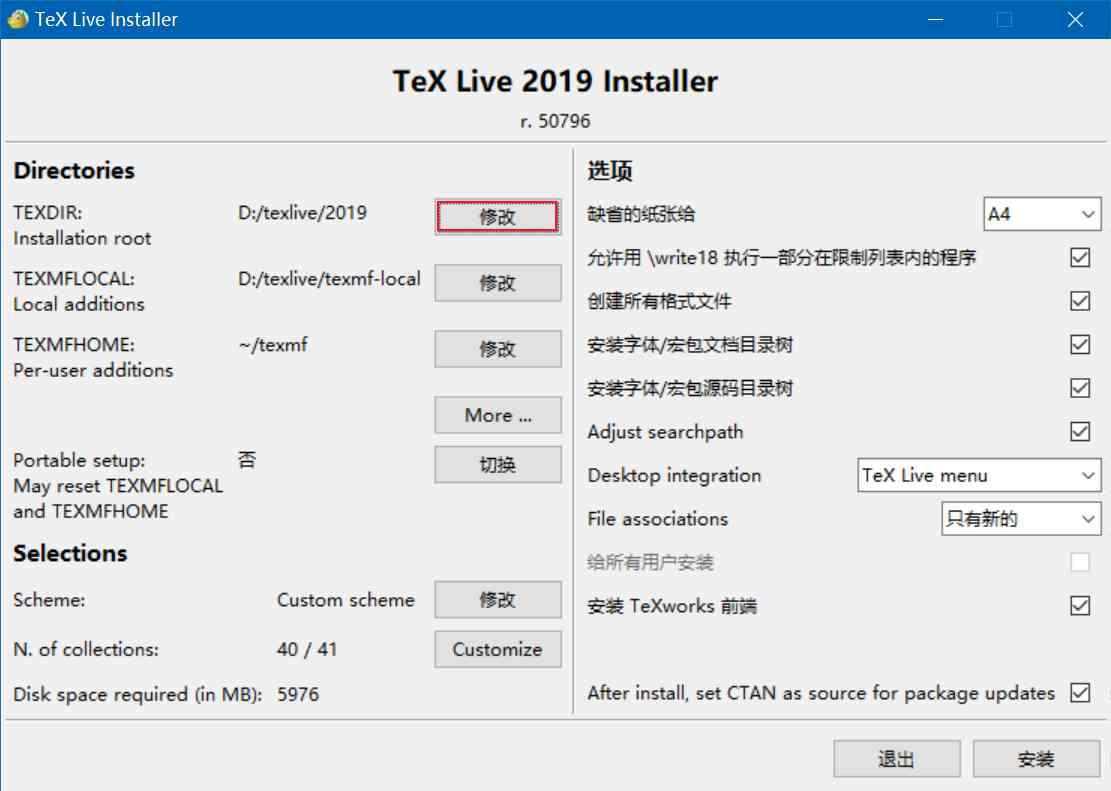 TeX Live Installer
TeX Live 2019 Installer
r. 50796
Directories
TEXDIR: D:/texlive/2019 修改
Installation root
TEXMFLOCAL: D:/texlive/texmf-local 修改
Local additions
TEXMFHOME: ~/texmf 修改
Per-user additions
More ...
Portable setup: 否 切换
May reset TEXMFLOCAL
and TEXMFHOME
Selections
Scheme: Custom scheme 修改
N. of collections: 40 / 41 Customize
Disk space required (in MB): 5976
选项
缺省的纸张给 A4
允许用 \write18 执行一部分在限制列表内的程序
创建所有格式文件
安装字体/宏包文档目录树
安装字体/宏包源码目录树
Adjust searchpath
Desktop integration TeX Live menu
File associations 只有新的
给所有用户安装
安装 TeXworks 前端
After install, set CTAN as source for package updates
退出 安装